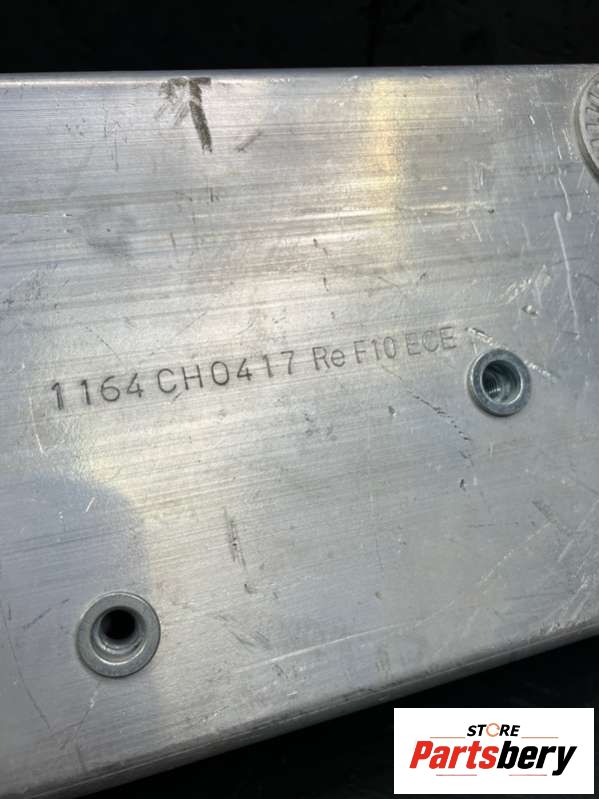 1164 CH0417 Re F10 ECE
STORE
Partsbery